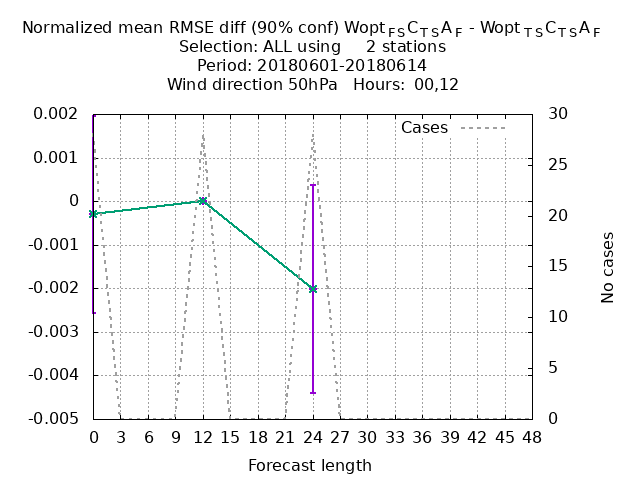 Normalized mean RMSE diff (90% conf) Wopt FS C TS A F - Wopt TS C TS A F
Selection: ALL using     2 stations
Period: 20180601-20180614
Wind direction 50hPa   Hours:  00,12
Cases
0.002
0.001
0
-0.001
-0.002
-0.003
-0.004
-0.005
30
25
20
15
10
5
0
No cases
0 3 6 9 12 15 18 21 24 27 30 33 36 39 42 45 48
Forecast length